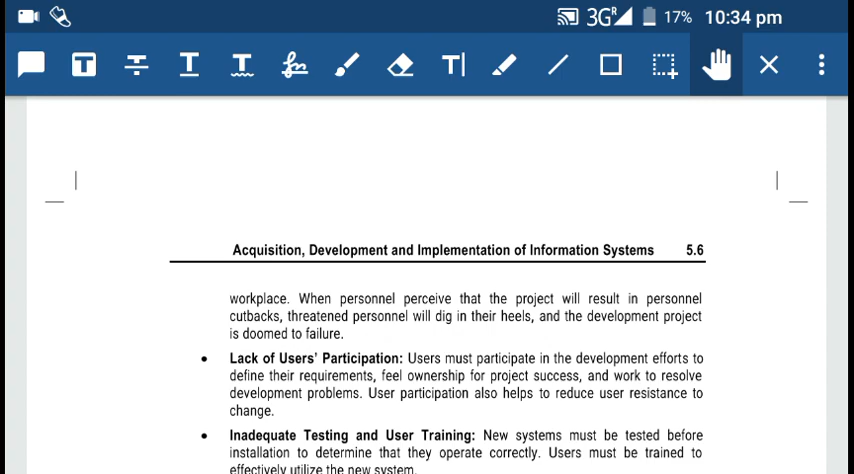 3G R 17% 10:34 pm
Acquisition, Development and Implementation of Information Systems 5.6
workplace. When personnel perceive that the project will result in personnel
cutbacks, threatened personnel will dig in their heels, and the development project
is doomed to failure.
• Lack of Users' Participation: Users must participate in the development efforts to
define their requirements, feel ownership for project success, and work to resolve
development problems. User participation also helps to reduce user resistance to
change.
• Inadequate Testing and User Training: New systems must be tested before
installation to determine that they operate correctly. Users must be trained to
effectively utilize the new system.